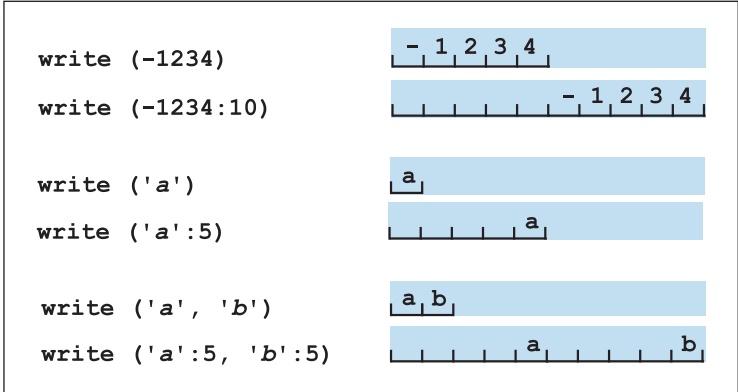 write (-1234) - 1 2 3 4
write (-1234:10) - 1 2 3 4
write ('a') a
write ('a':5) a
write ('a', 'b') a b
write ('a':5, 'b':5) a b